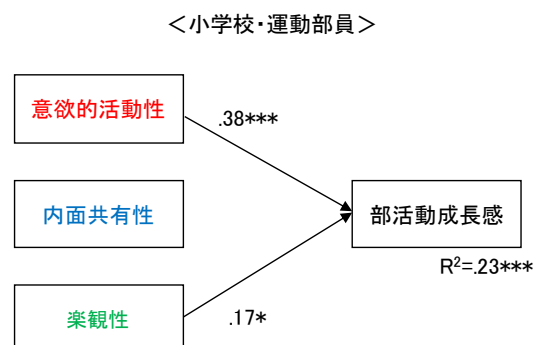 ＜小学校・運動部員＞
意欲的活動性
.38***
内面共有性
部活動成長感
R²=.23***
楽観性
.17*